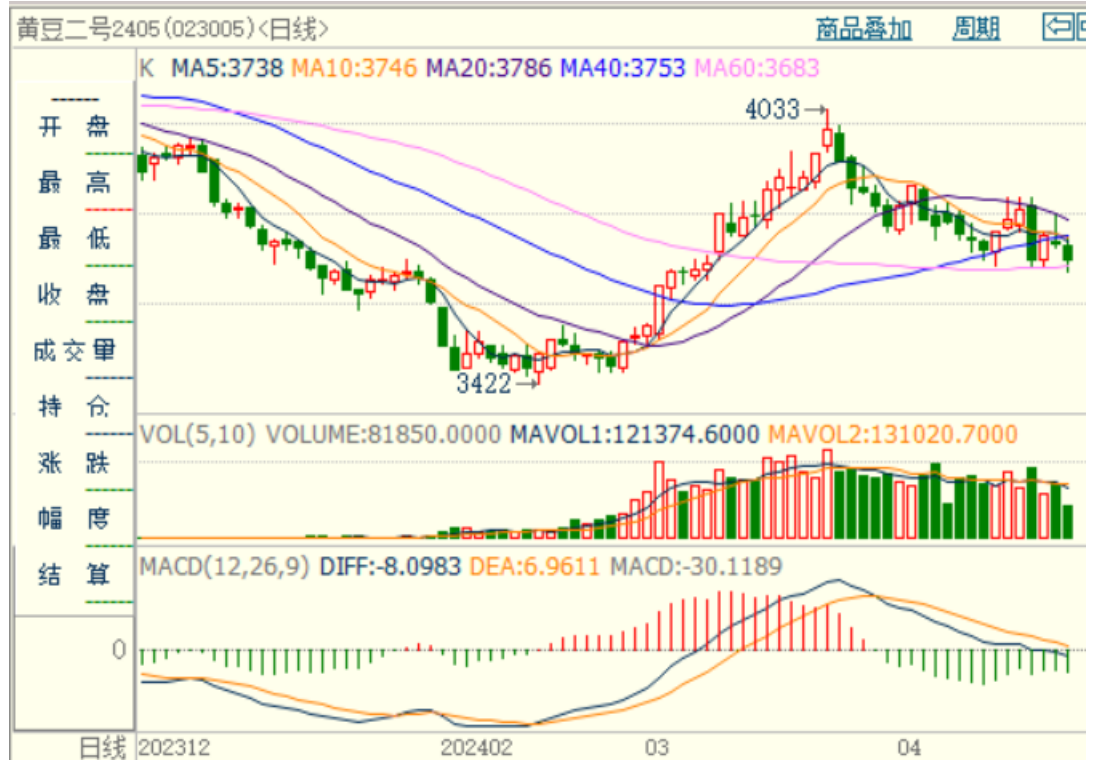 黄豆二号2405(023005)<日线>
商品叠加 周期
K MA5:3738 MA10:3746 MA20:3786 MA40:3753 MA60:3683
开 盘
最 高
最 低
收 盘
成交量
持 仓
涨 跌
幅 度
结 算
4033
3422
VOL(5,10) VOLUME:81850.0000 MAVOL1:121374.6000 MAVOL2:131020.7000
MACD(12,26,9) DIFF:-8.0983 DEA:6.9611 MACD:-30.1189
0
日线 202312 202402 03 04